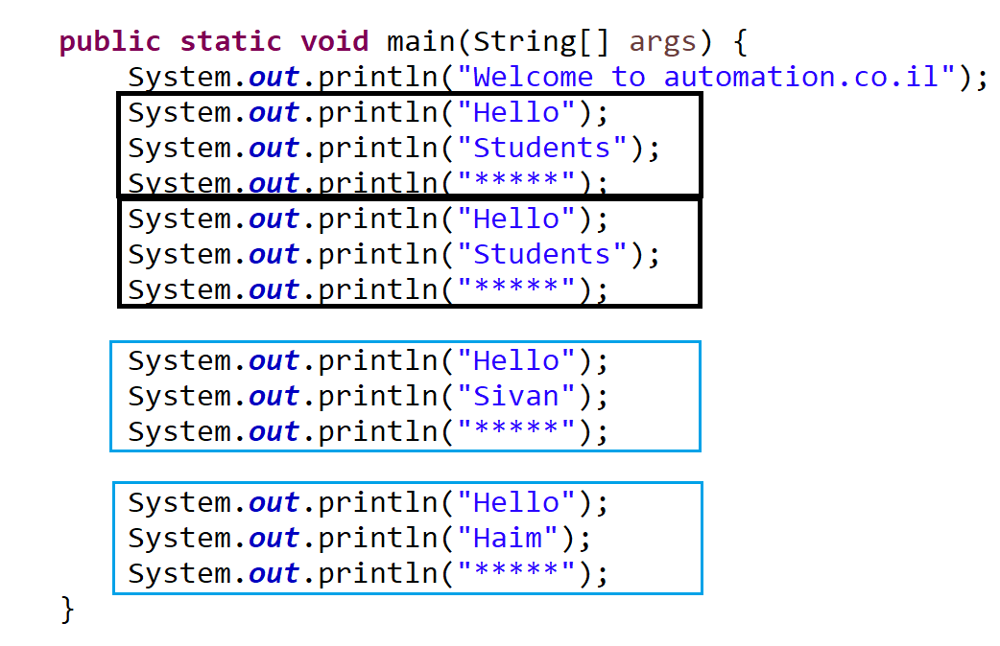 public static void main(String[] args) {
System.out.println("Welcome to automation.co.il");
System.out.println("Hello");
System.out.println("Students");
System.out.println("*****");
System.out.println("Hello");
System.out.println("Students");
System.out.println("*****");
System.out.println("Hello");
System.out.println("Sivan");
System.out.println("*****");
System.out.println("Hello");
System.out.println("Haim");
System.out.println("*****");
}